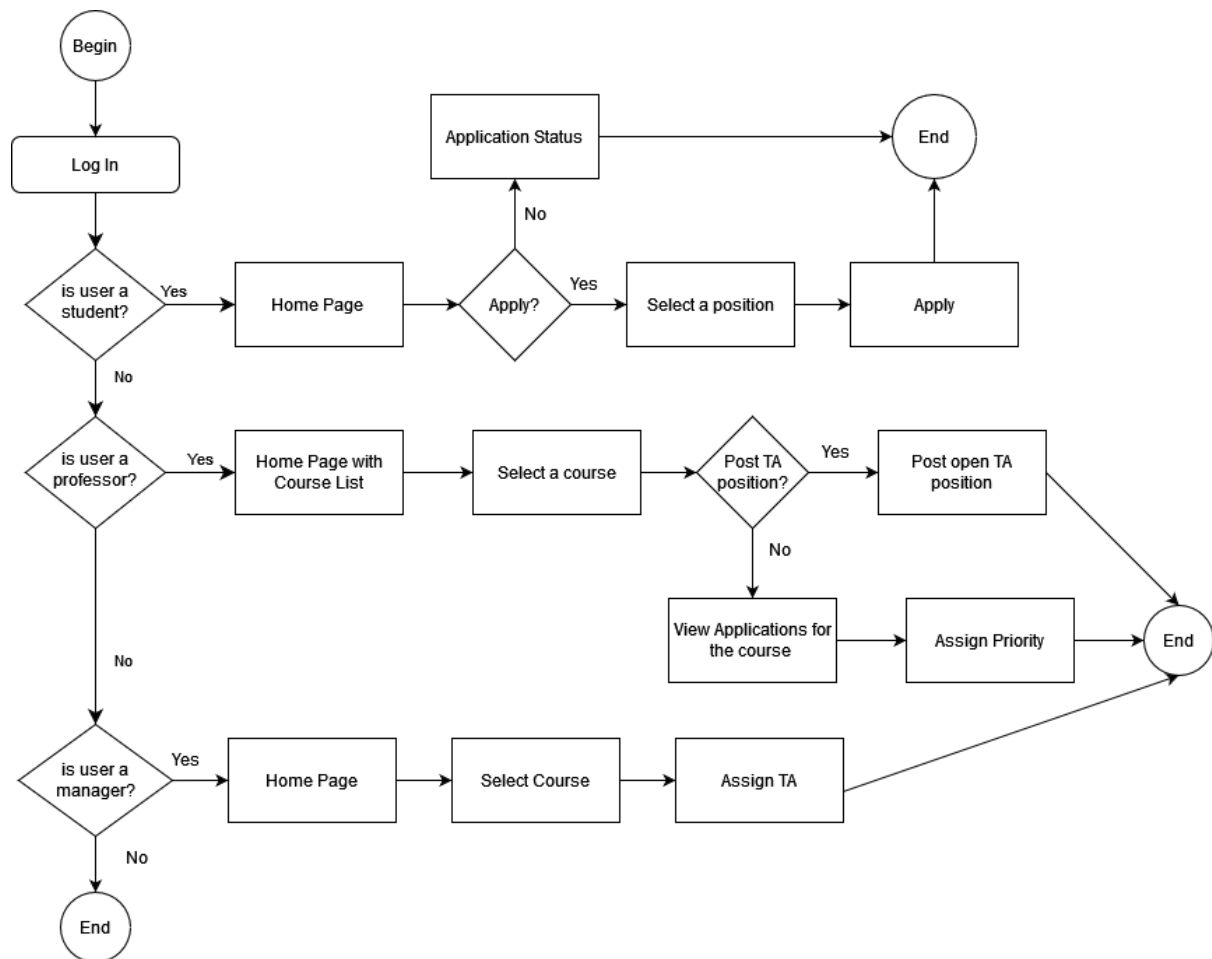 Begin
Log In
Application Status
End
No
is user a
student?
Yes
Home Page
Apply?
Yes
Select a position
Apply
No
is user a
professor?
Yes
Home Page with
Course List
Select a course
Post TA
position?
Yes
Post open TA
position
No
View Applications for
the course
Assign Priority
End
No
is user a
manager?
Yes
Home Page
Select Course
Assign TA
No
End